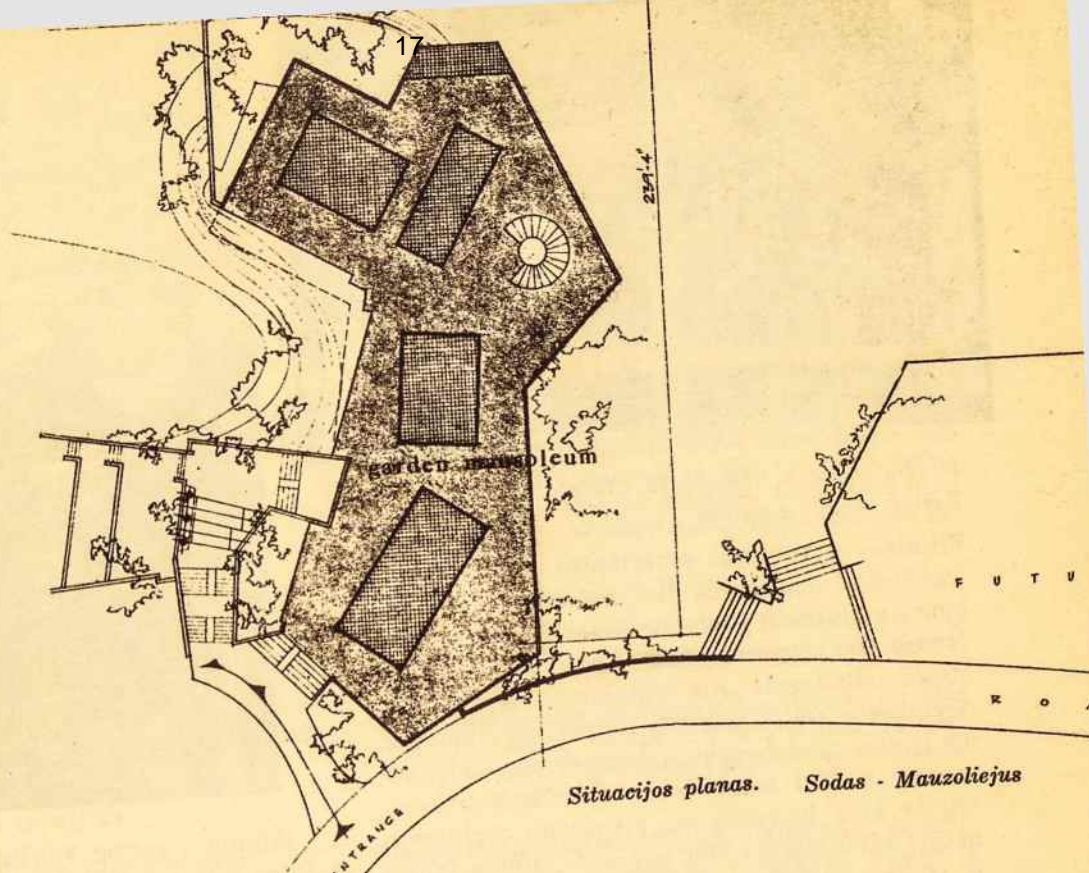 17
239'-4"
garden mausoleum
F U T U
R O
ENTRANCE
Situacijos planas. Sodas - Mauzoliejus